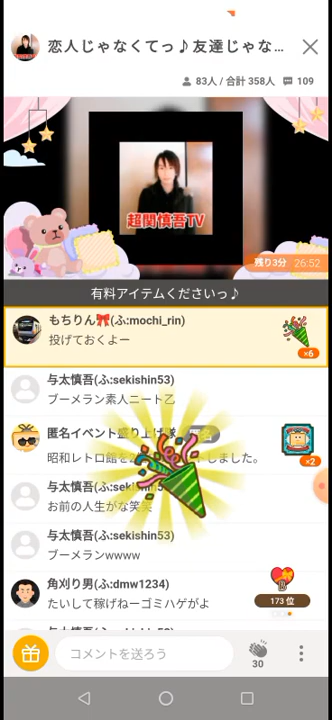 恋人じゃなくてっ♪友達じゃな...
83人 / 合計 358人 109
超関慎吾TV
残り3分 26:52
有料アイテムくださいっ♪
もちりん🎀(ふ:mochi_rin)
投げておくよー
×6
与太慎吾(ふ:sekishin53)
ブーメラン素人ニート乙
匿名イベント盛り上げ隊
昭和レトロ館を
しました。
×2
与太慎吾(ふ:sekishin53)
お前の人生がな笑笑
与太慎吾(ふ:sekishin53)
ブーメランwwww
角刈り男(ふ:dmw1234)
たいして稼げねーゴミハゲがよ
173 位
コメントを送ろう
30